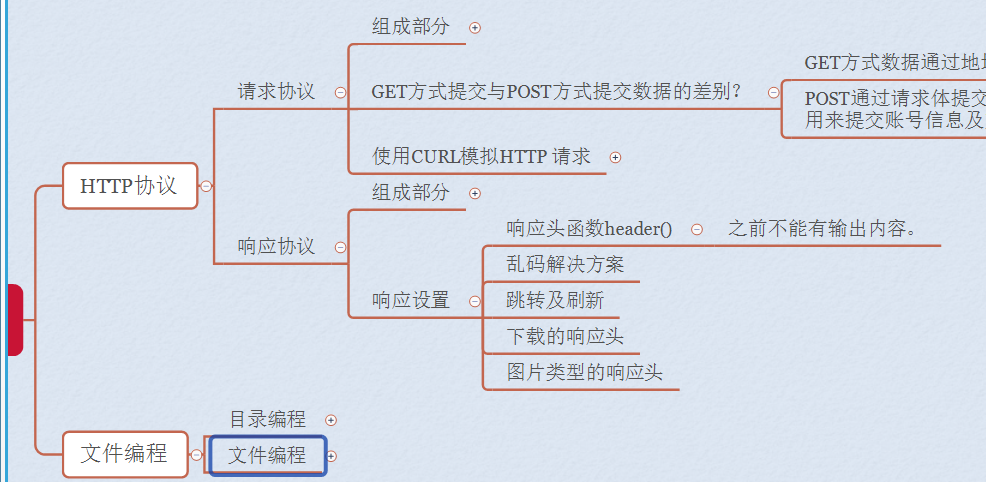 HTTP协议
请求协议
组成部分
GET方式提交与POST方式提交数据的差别？
GET方式数据通过地
POST通过请求体提交
用来提交账号信息及
使用CURL模拟HTTP 请求
响应协议
组成部分
响应设置
响应头函数header()
之前不能有输出内容。
乱码解决方案
跳转及刷新
下载的响应头
图片类型的响应头
文件编程
目录编程
文件编程